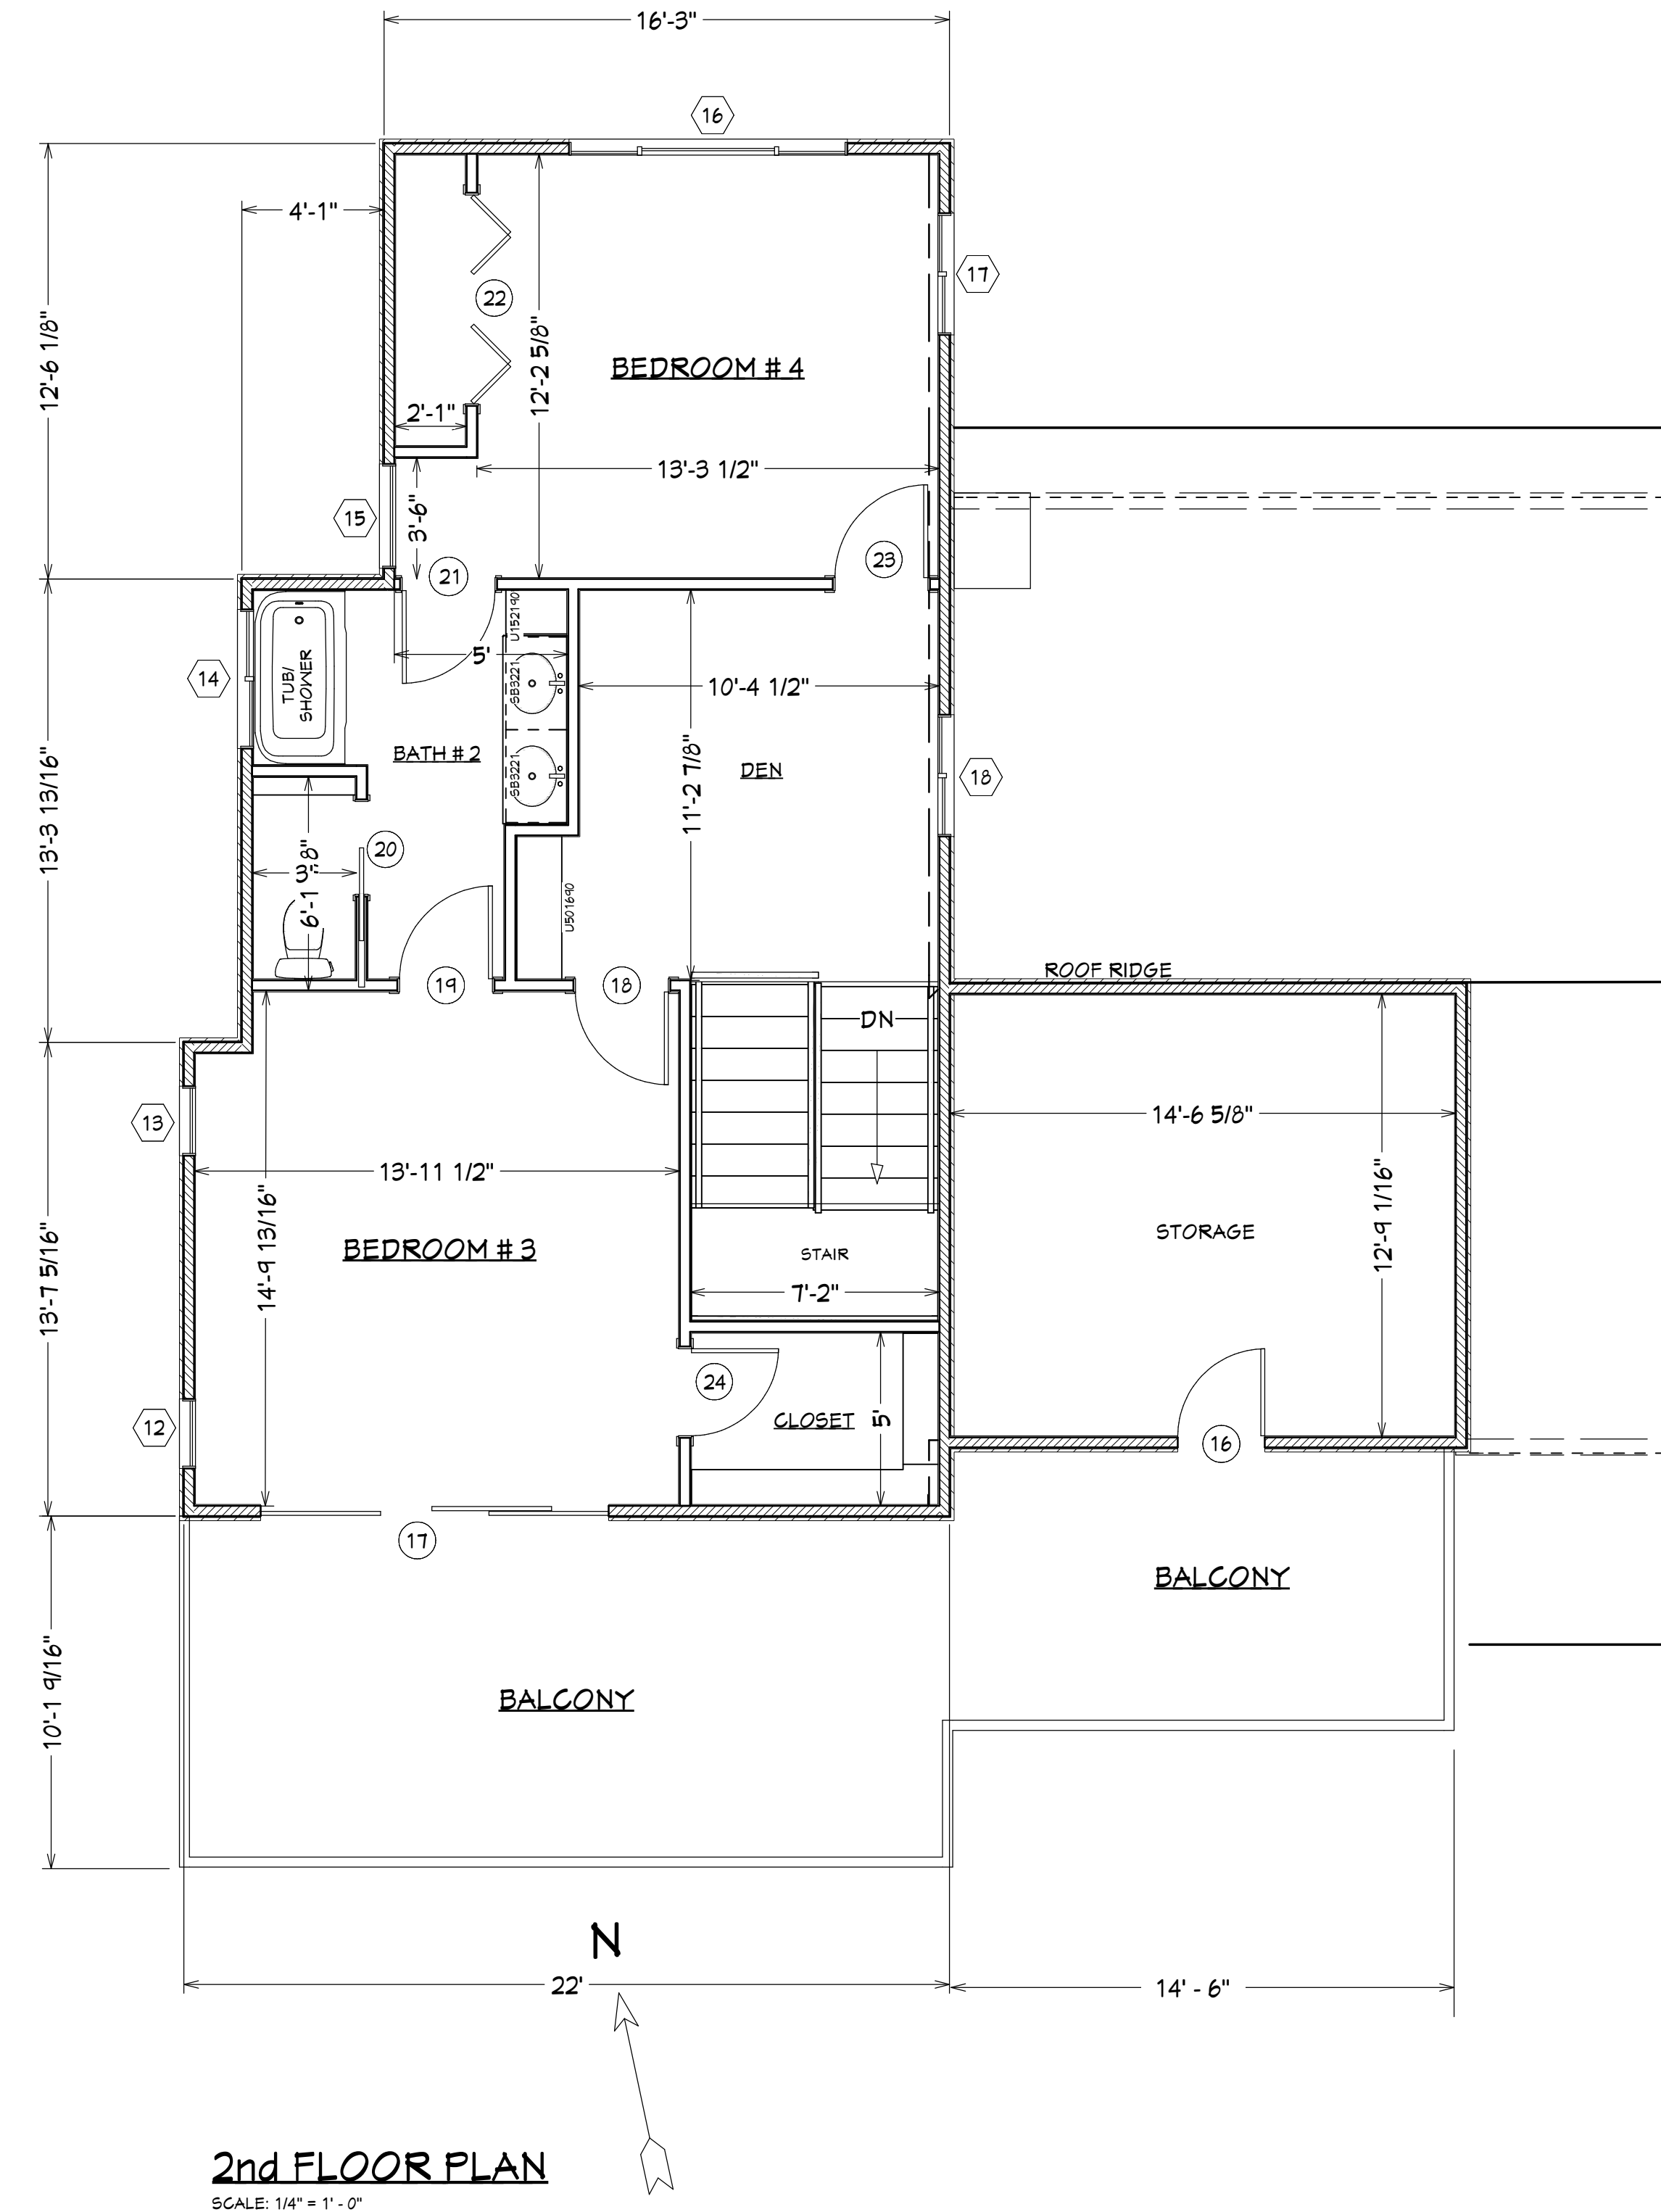 16'-3"
16
4'-1"
17
22
12'-6 1/8"
12'-2 5/8"
BEDROOM # 4
2'-1"
13'-3 1/2"
15
3'-6"
23
21
U152190
5'
14
TUB/
SHOWER
SB3221
10'-4 1/2"
BATH # 2
DEN
18
SB3221
11'-2 7/8"
13'-3 13/16"
20
3'
6'-1
8"
U501690
ROOF RIDGE
19
18
DN
13
14'-6 5/8"
13'-11 1/2"
12'-9 1/16"
14'-9 13/16"
STORAGE
BEDROOM # 3
STAIR
13'-7 5/16"
7'-2"
24
CLOSET
5'
12
16
17
BALCONY
10'-1 9/16"
BALCONY
N
22'
14' - 6"
2nd FLOOR PLAN
SCALE: 1/4" = 1' - 0"